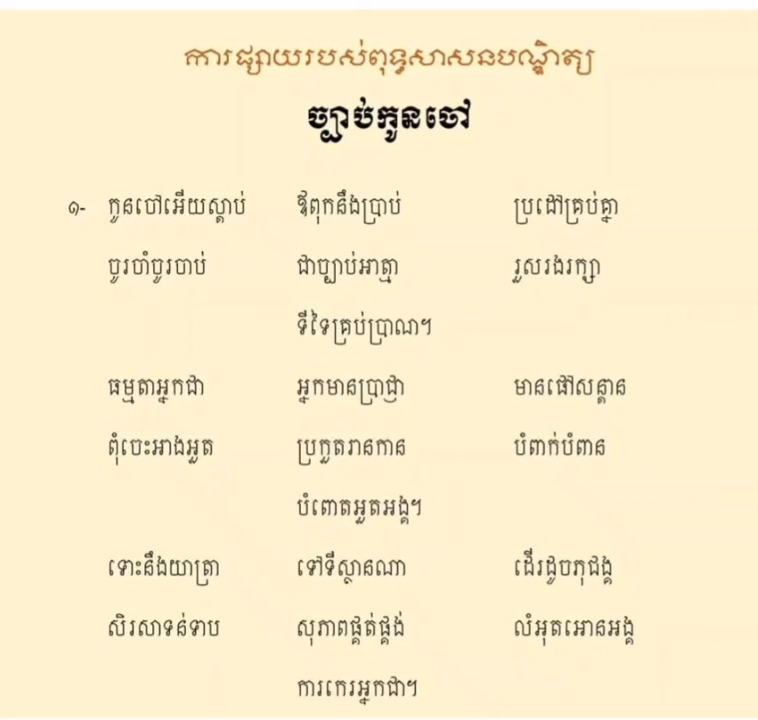 ការផ្សាយរបស់ពុទ្ធសាសនបណ្ឌិត្យ
ច្បាប់កូនចៅ
១- កូនចៅអើយស្ដាប់ ឪពុកនឹងប្រាប់ ប្រដៅគ្រប់គ្នា
ចូរចាំចូរចាប់ ជាច្បាប់អាត្មា រួសរងរក្សា
ទីទៃគ្រប់ប្រាណ។
ធម្មតាអ្នកជា អ្នកមានប្រាជ្ញា មានផៅសន្ដាន
ពុំចេះអាងអួត ប្រកួតរានកាន បំពាក់បំពាន
បំពោតអួតអង្គ។
ទោះនឹងយាត្រា ទៅទីស្ថានណា ដើរដូចភុជង្គ
សិរសាទន់ទាប សុភាពផ្គត់ផ្គង់ លំអុតអោនអង្គ
ការកេរអ្នកជា។